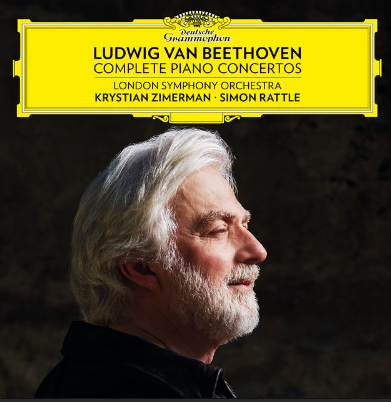 Deutsche
Grammophon
LUDWIG VAN BEETHOVEN
COMPLETE PIANO CONCERTOS
LONDON SYMPHONY ORCHESTRA
KRYSTIAN ZIMERMAN · SIMON RATTLE